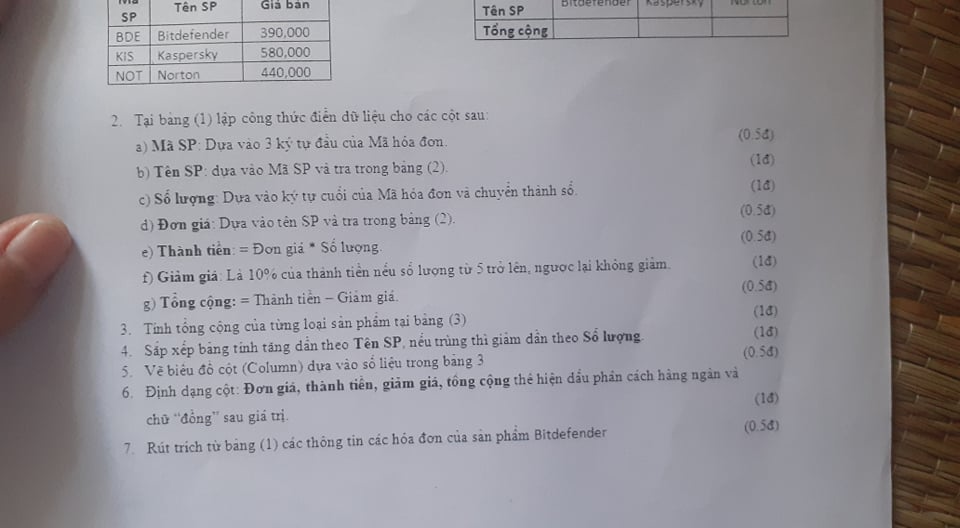 Mã SP Tên SP Giá bán
BDE Bitdefender 390,000
KIS Kaspersky 580,000
NOT Norton 440,000
Tên SP Bitdefender Kaspersky Norton
Tổng cộng
2. Tại bảng (1) lập công thức điền dữ liệu cho các cột sau:
a) Mã SP: Dựa vào 3 ký tự đầu của Mã hóa đơn. (0.5đ)
b) Tên SP: dựa vào Mã SP và tra trong bảng (2). (1đ)
c) Số lượng: Dựa vào ký tự cuối của Mã hóa đơn và chuyển thành số. (1đ)
d) Đơn giá: Dựa vào tên SP và tra trong bảng (2). (0.5đ)
e) Thành tiền: = Đơn giá * Số lượng. (0.5đ)
f) Giảm giá: Là 10% của thành tiền nếu số lượng từ 5 trở lên, ngược lại không giảm. (1đ)
g) Tổng cộng: = Thành tiền – Giảm giá. (0.5đ)
3. Tính tổng cộng của từng loại sản phẩm tại bảng (3) (1đ)
4. Sắp xếp bảng tính tăng dần theo Tên SP, nếu trùng thì giảm dần theo Số lượng. (1đ)
5. Vẽ biểu đồ cột (Column) dựa vào số liệu trong bảng 3 (0.5đ)
6. Định dạng cột: Đơn giá, thành tiền, giảm giá, tổng cộng thể hiện dấu phân cách hàng ngàn và
chữ “đồng” sau giá trị. (1đ)
7. Rút trích từ bảng (1) các thông tin các hóa đơn của sản phẩm Bitdefender (0.5đ)